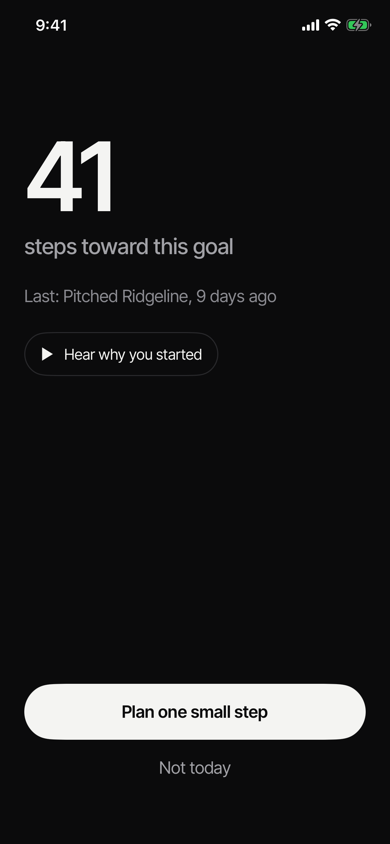 9:41
41
steps toward this goal
Last: Pitched Ridgeline, 9 days ago
Hear why you started
Plan one small step
Not today